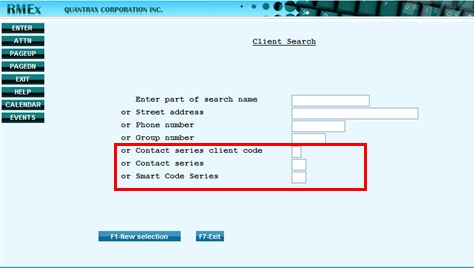 RMEx QUANTRAX CORPORATION INC.
ENTER
Client Search
ATTN
PAGEUP
PAGEDN
EXIT
HELP
CALENDAR
EVENTS
Enter part of search name
or Street address
or Phone number
or Group number
or Contact series client code
or Contact series
or Smart Code Series
F1-New selection F7-Exit